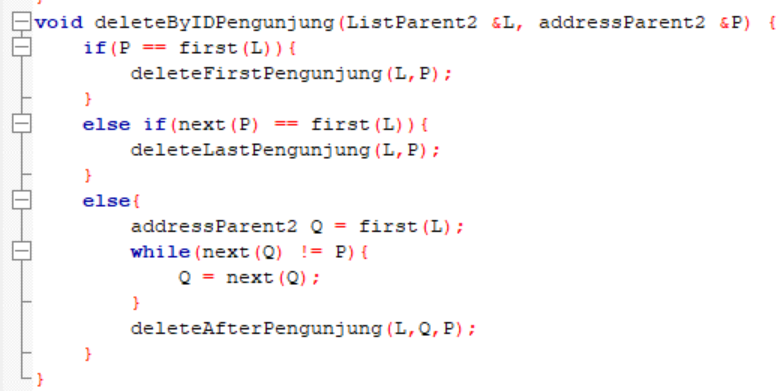 void deleteByIDPengunjung(ListParent2 &L, addressParent2 &P) {
    if(P == first(L)){
        deleteFirstPengunjung(L,P);
    }
    else if(next(P) == first(L)){
        deleteLastPengunjung(L,P);
    }
    else{
        addressParent2 Q = first(L);
        while(next(Q) != P){
            Q = next(Q);
        }
        deleteAfterPengunjung(L,Q,P);
    }
}